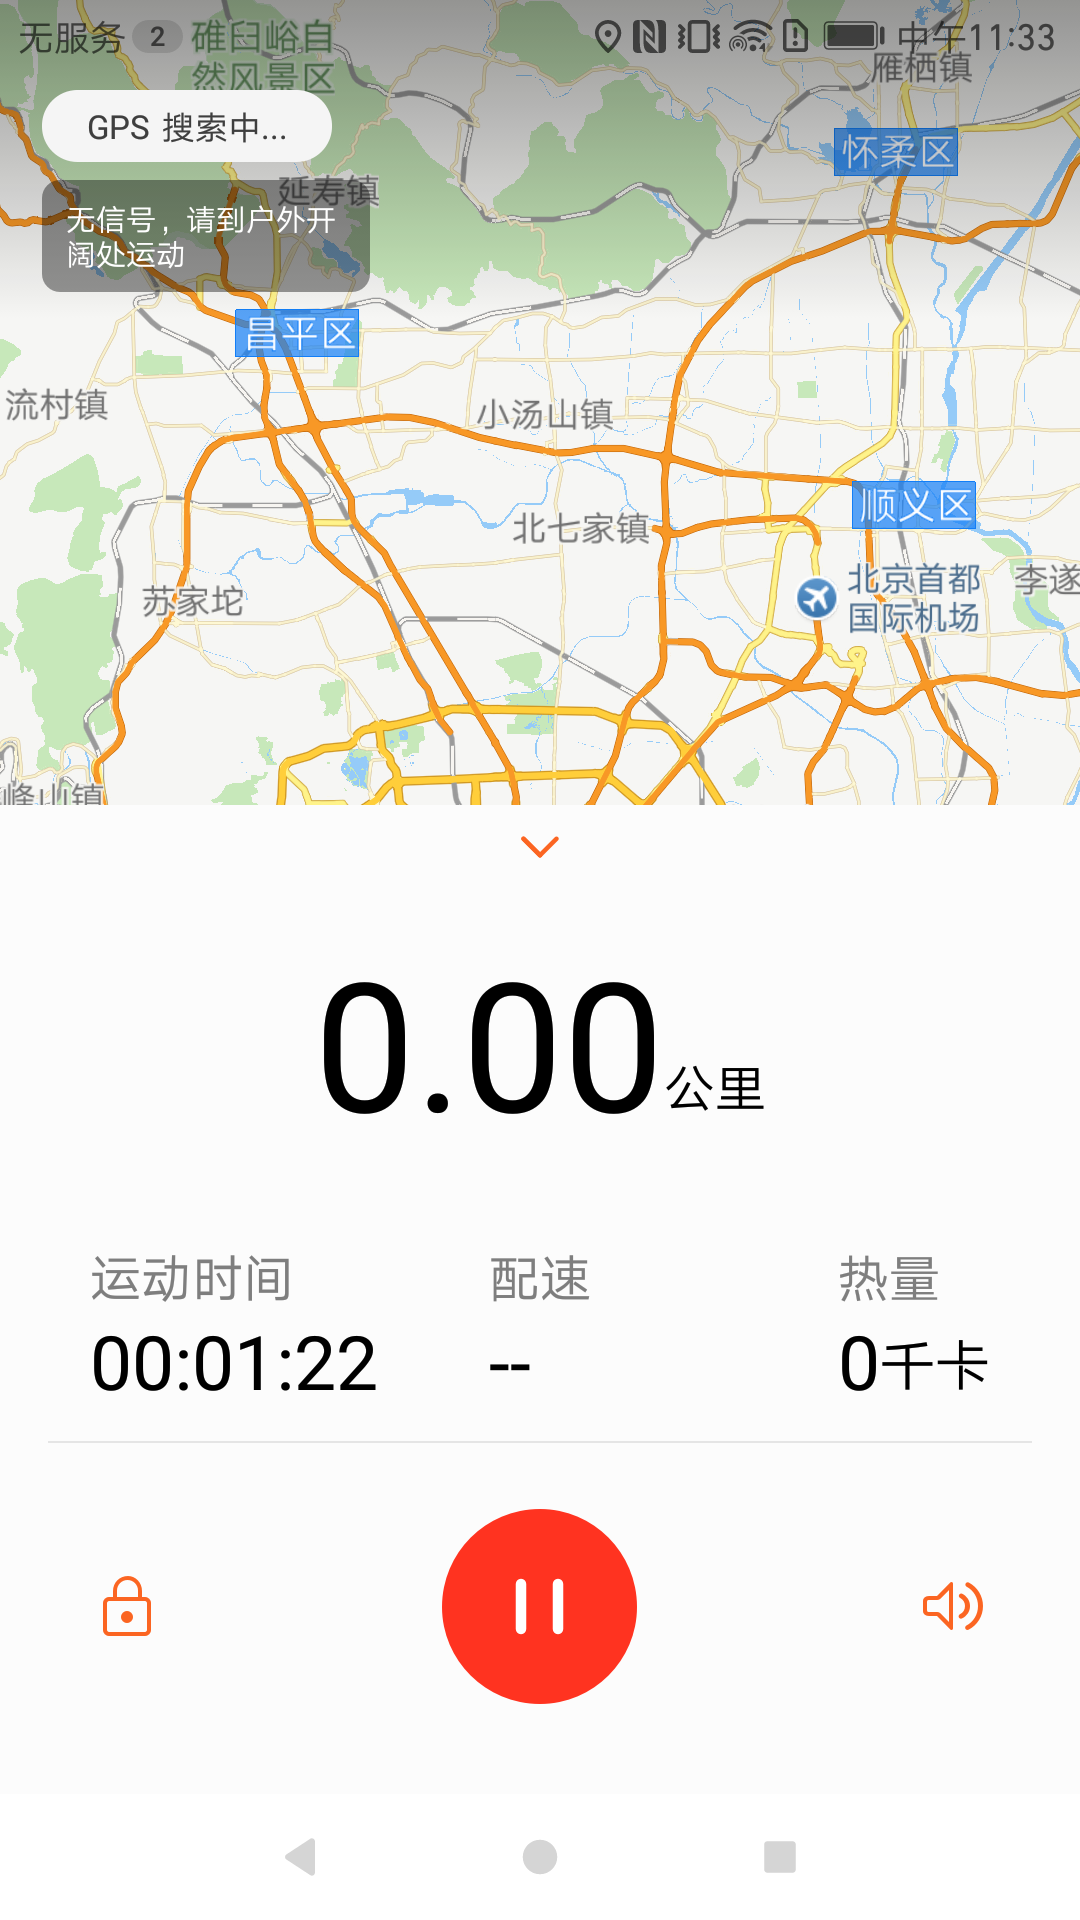 无服务 2 中午11:33
碓臼峪自
然风景区
雁栖镇
GPS 搜索中...
怀柔区
延寿镇
无信号，请到户外开
阔处运动
昌平区
流村镇
小汤山镇
顺义区
北七家镇
北京首都
国际机场
李遂
苏家坨
峰山镇
0.00公里
运动时间 配速 热量
00:01:22 -- 0千卡